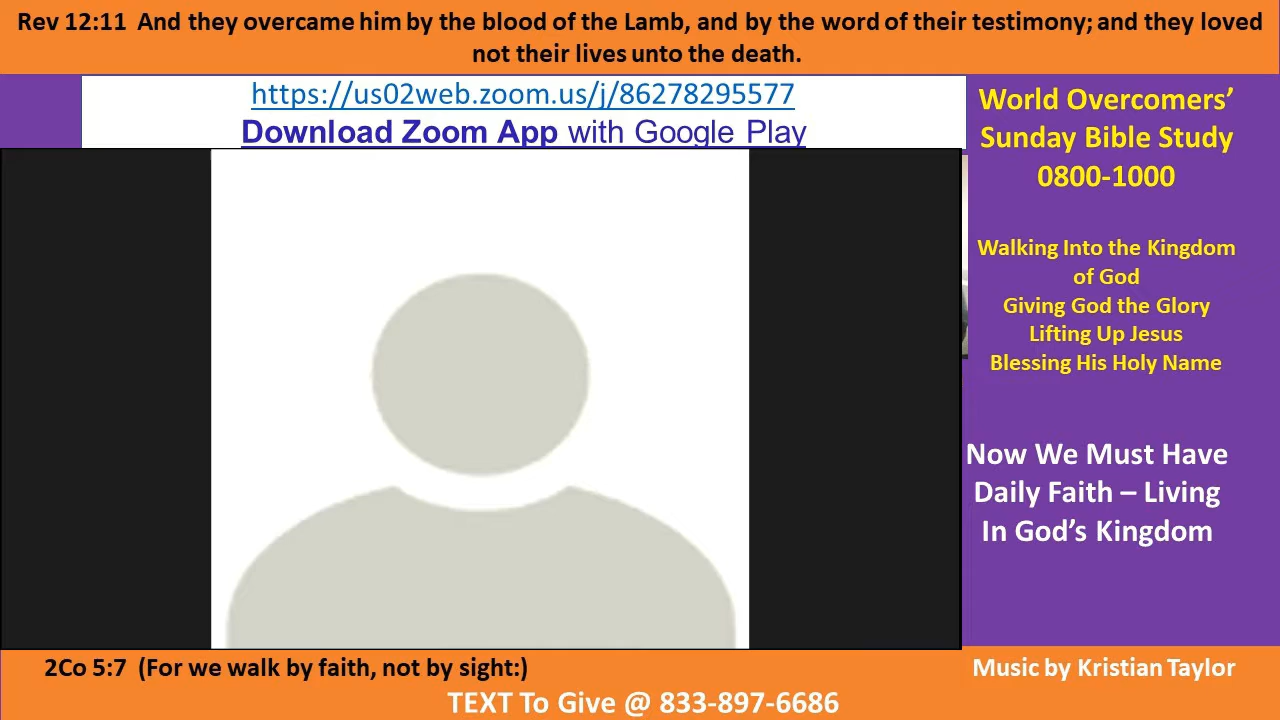 Rev 12:11  And they overcame him by the blood of the Lamb, and by the word of their testimony; and they loved
not their lives unto the death.
https://us02web.zoom.us/j/86278295577
Download Zoom App with Google Play
World Overcomers’
Sunday Bible Study
0800-1000
Walking Into the Kingdom
of God
Giving God the Glory
Lifting Up Jesus
Blessing His Holy Name
Now We Must Have
Daily Faith – Living
In God’s Kingdom
2Co 5:7  (For we walk by faith, not by sight:)
Music by Kristian Taylor
TEXT To Give @ 833-897-6686